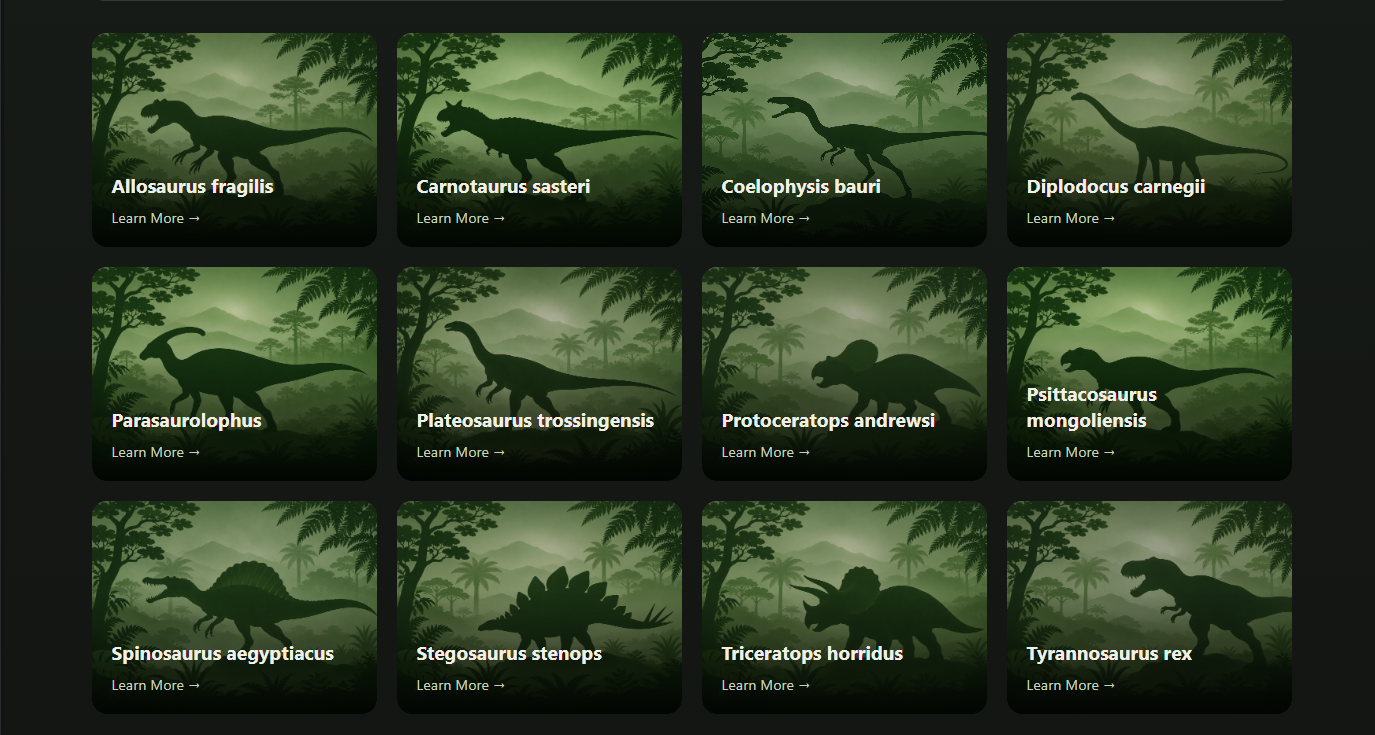 Allosaurus fragilis
Learn More →
Carnotaurus sasteri
Learn More →
Coelophysis bauri
Learn More →
Diplodocus carnegii
Learn More →
Parasaurolophus
Learn More →
Plateosaurus trossingensis
Learn More →
Protoceratops andrewsi
Learn More →
Psittacosaurus
mongoliensis
Learn More →
Spinosaurus aegyptiacus
Learn More →
Stegosaurus stenops
Learn More →
Triceratops horridus
Learn More →
Tyrannosaurus rex
Learn More →